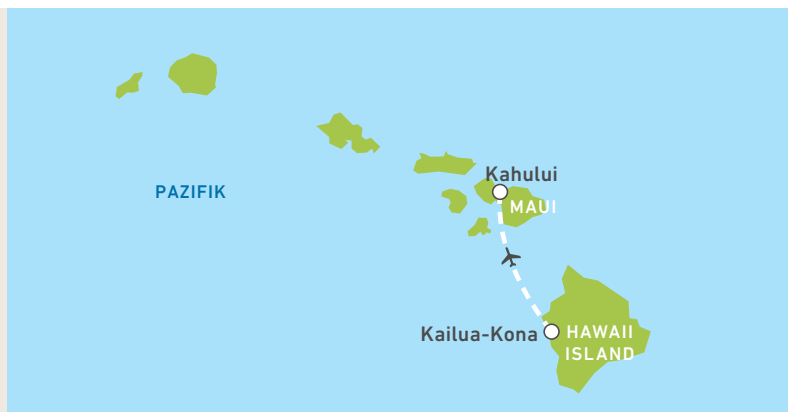 Kahului
PAZIFIK
MAUI
Kailua-Kona
HAWAII
ISLAND